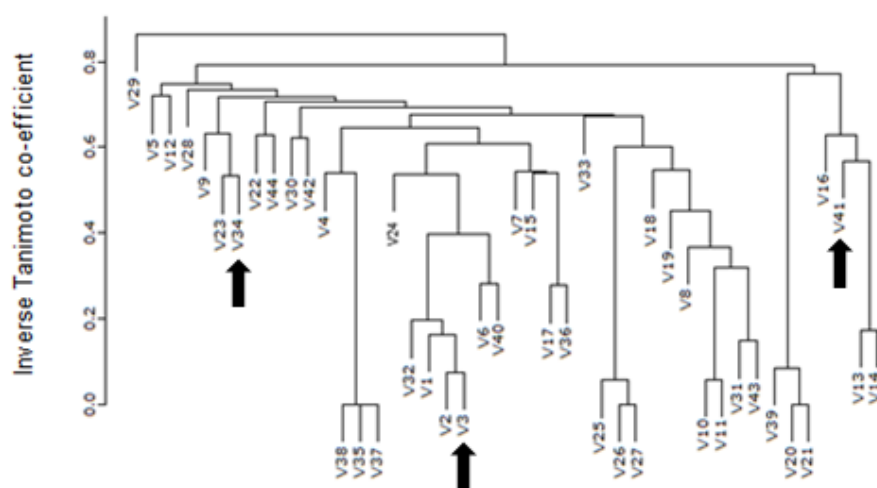 Inverse Tanimoto co-efficient
0.8
0.6
0.4
0.2
0.0
V29
V5
V12
V28
V9
V23
V34
V22
V44
V30
V42
V4
V38
V35
V37
V24
V32
V1
V2
V3
V6
V40
V7
V15
V17
V36
V33
V25
V26
V27
V18
V19
V8
V10
V11
V31
V43
V39
V20
V21
V16
V41
V13
V14